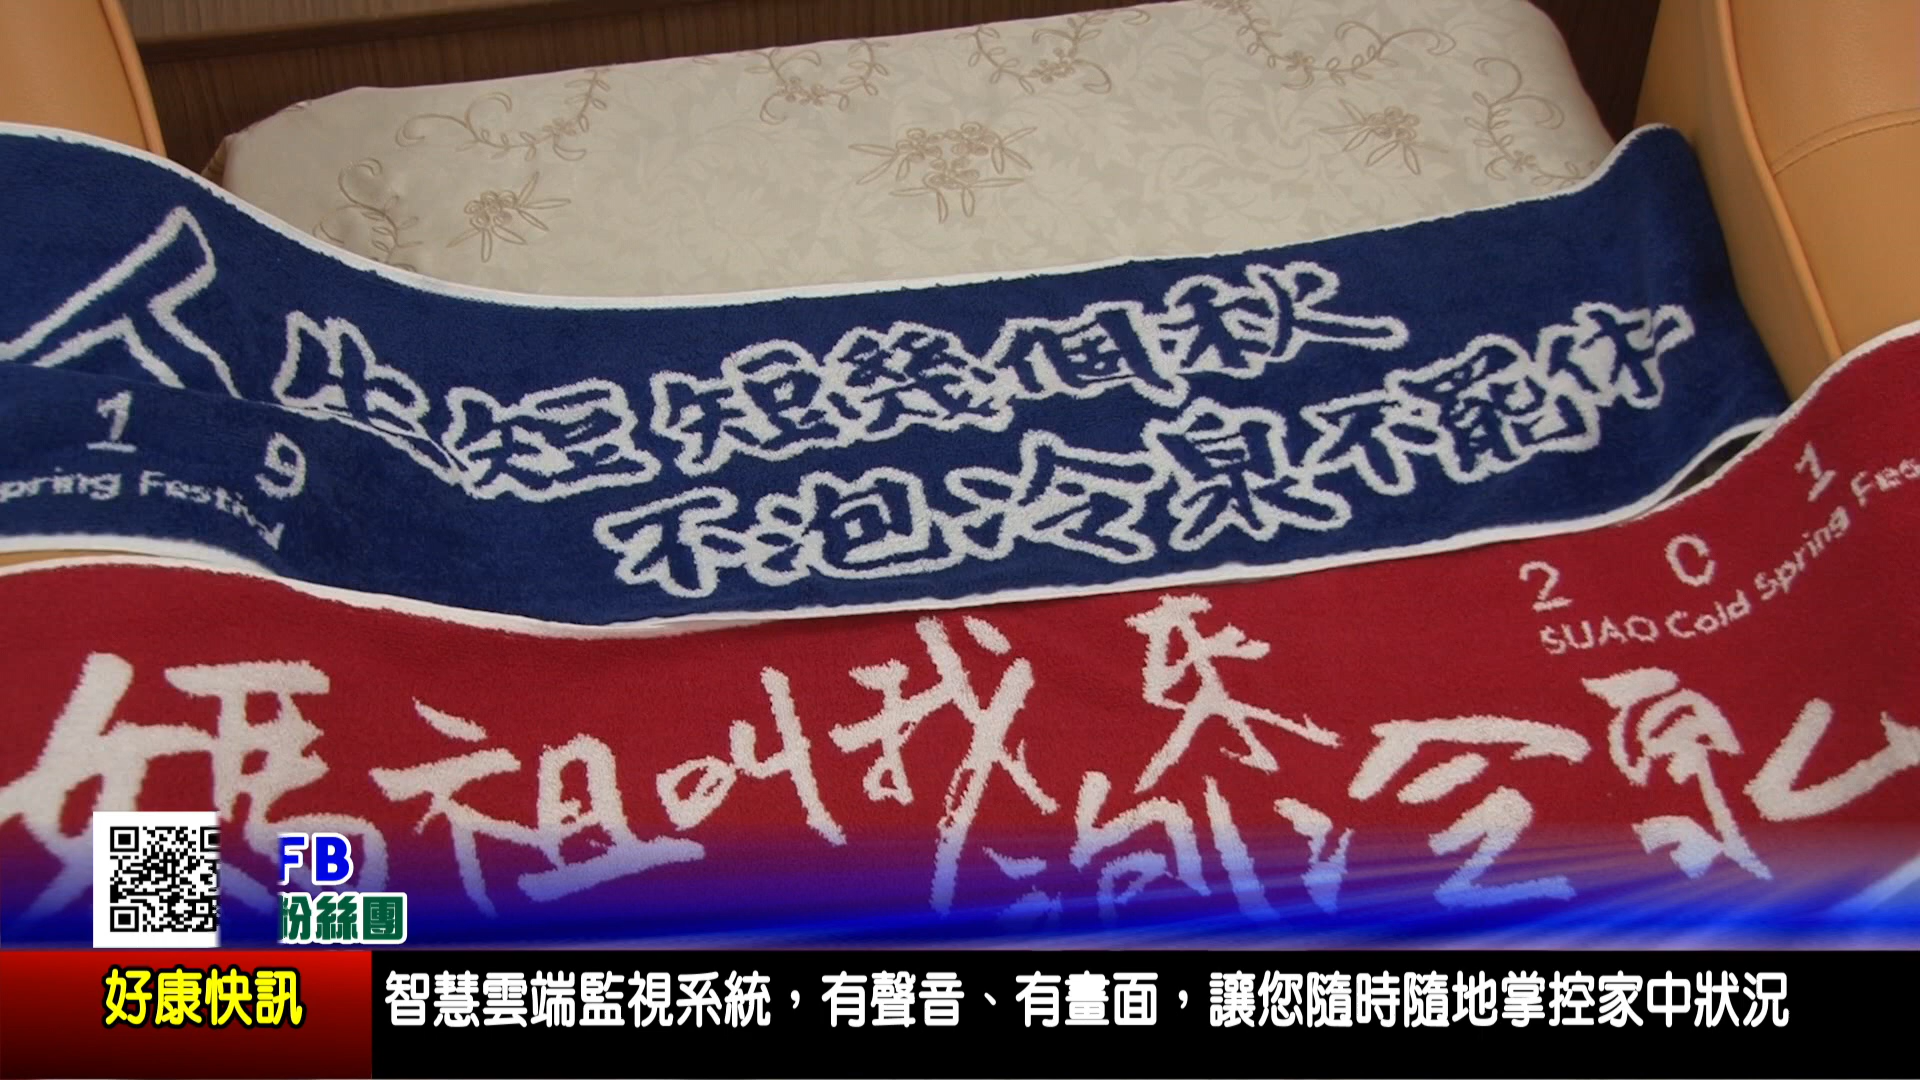 人生短短幾個秋
不泡冷泉不罷休
1 9
pring Festival
2 0 1
SUAO Cold Spring Fes
媽祖叫我來
泡冷泉
FB
粉絲團
好康快訊
智慧雲端監視系統，有聲音、有畫面，讓您隨時隨地掌控家中狀況